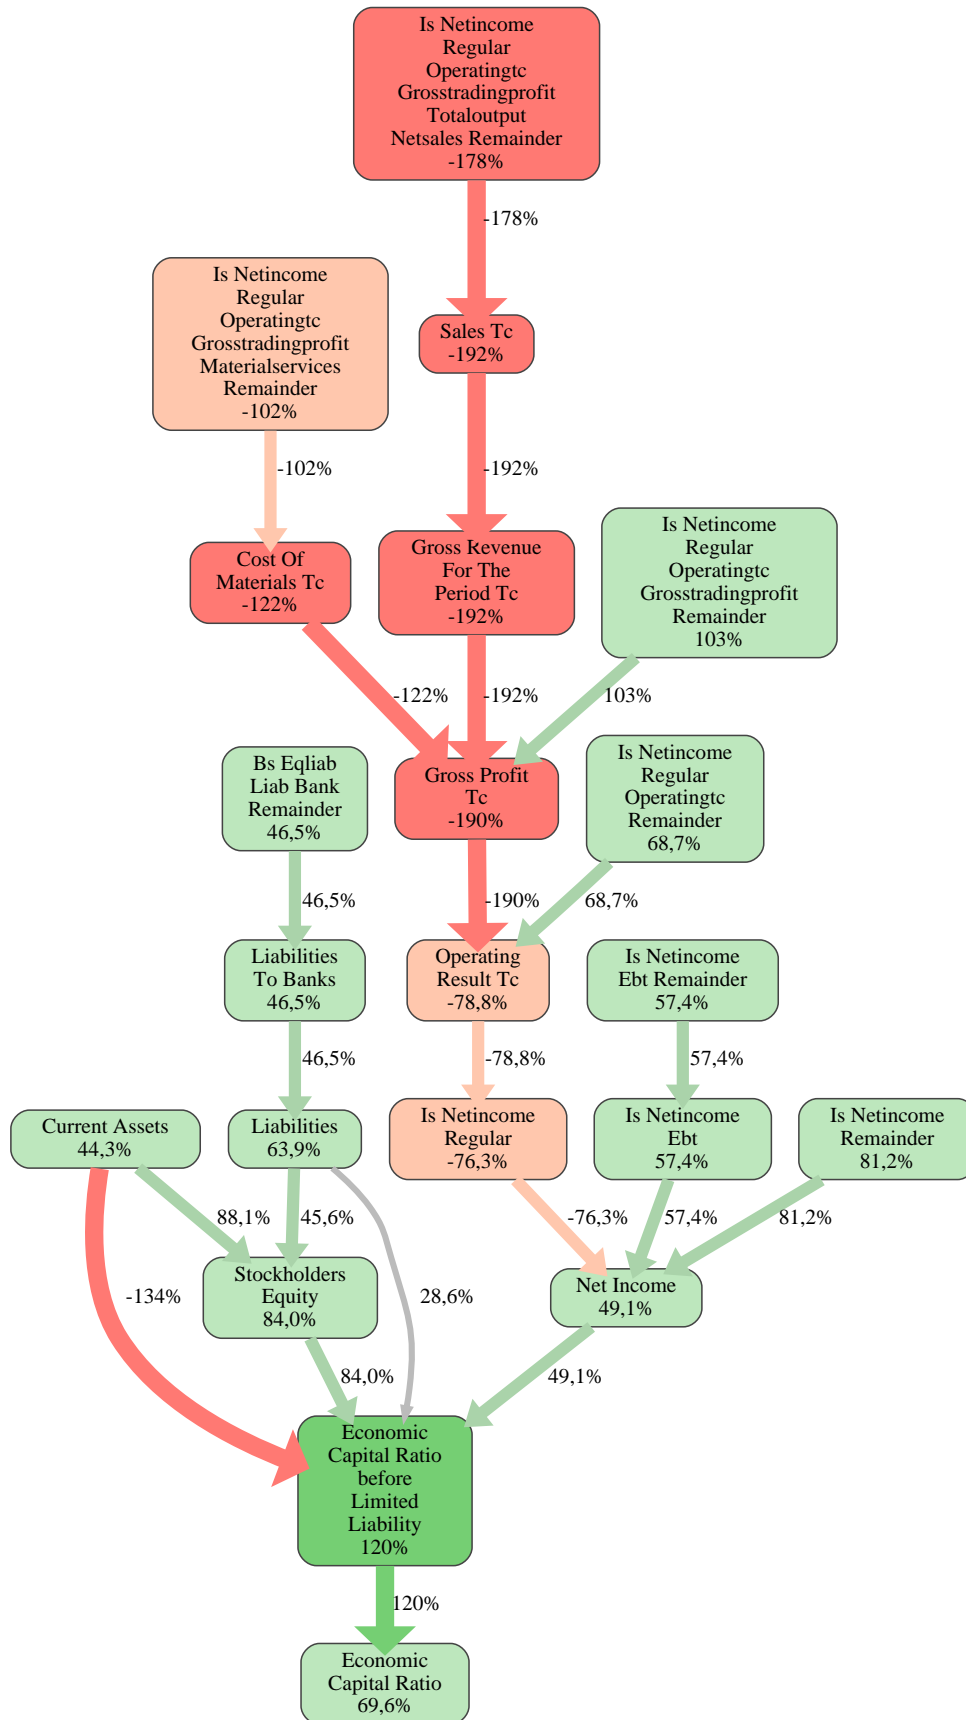 Is Netincome
Regular
Operatingtc
Grosstradingprofit
Totaloutput
Netsales Remainder
-178%
-178%
Is Netincome
Regular
Operatingtc
Grosstradingprofit
Materialservices
Remainder
-102%
Sales Tc
-192%
-102%
-192%
Is Netincome
Regular
Operatingtc
Grosstradingprofit
Remainder
103%
Cost Of
Materials Tc
-122%
Gross Revenue
For The
Period Tc
-192%
-122%
-192%
103%
Bs Eqliab
Liab Bank
Remainder
46,5%
Gross Profit
Tc
-190%
Is Netincome
Regular
Operatingtc
Remainder
68,7%
46,5%
-190%
68,7%
Liabilities
To Banks
46,5%
Operating
Result Tc
-78,8%
Is Netincome
Ebt Remainder
57,4%
46,5%
-78,8%
57,4%
Current Assets
44,3%
Liabilities
63,9%
Is Netincome
Regular
-76,3%
Is Netincome
Ebt
57,4%
Is Netincome
Remainder
81,2%
88,1%
45,6%
-76,3%
57,4%
81,2%
-134%
Stockholders
Equity
84,0%
28,6%
Net Income
49,1%
84,0%
49,1%
Economic
Capital Ratio
before
Limited
Liability
120%
120%
Economic
Capital Ratio
69,6%